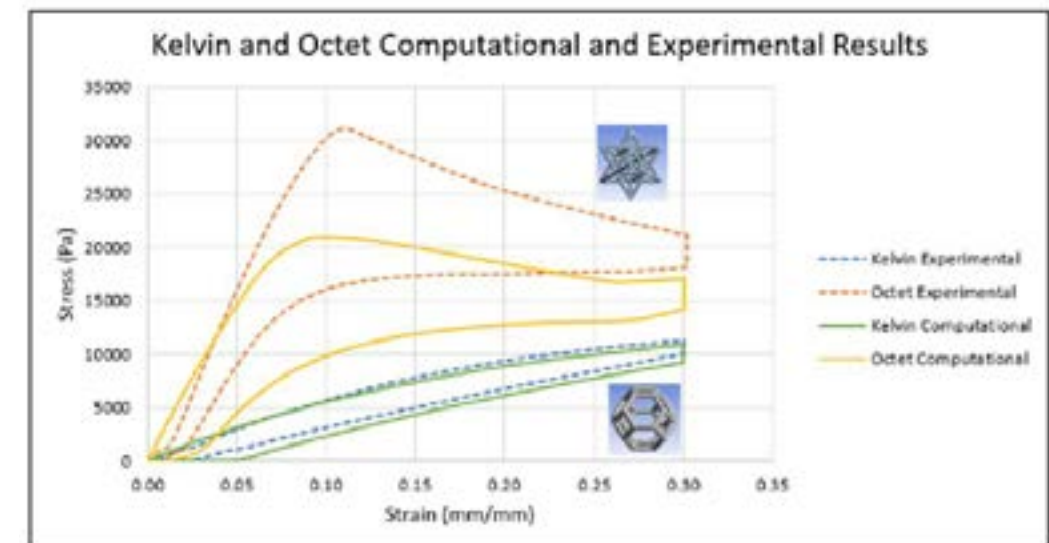 Kelvin and Octet Computational and Experimental Results
35000
30000
25000
20000
15000
10000
5000
0
Stress (Pa)
0.00 0.05 0.10 0.15 0.20 0.25 0.30 0.35
Strain (mm/mm)
Kelvin Experimental
Octet Experimental
Kelvin Computational
Octet Computational